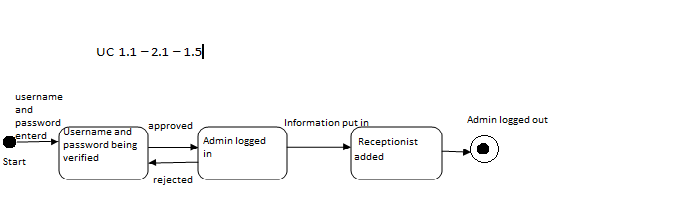 UC 1.1 – 2.1 – 1.5
username
and
password
enterd
Start
Username and
password being
verified
approved
rejected
Admin logged
in
Information put in
Receptionist
added
Admin logged out